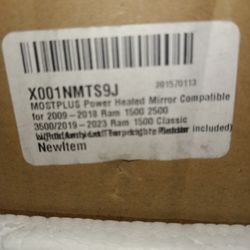 X001NMTS9J
201570113
MOSTPLUS Power Heated Mirror Compatible
for 2009-2018 Ram 1500 2500
3500/2019-2023 Ram 1500 Classic
included)
NewItem